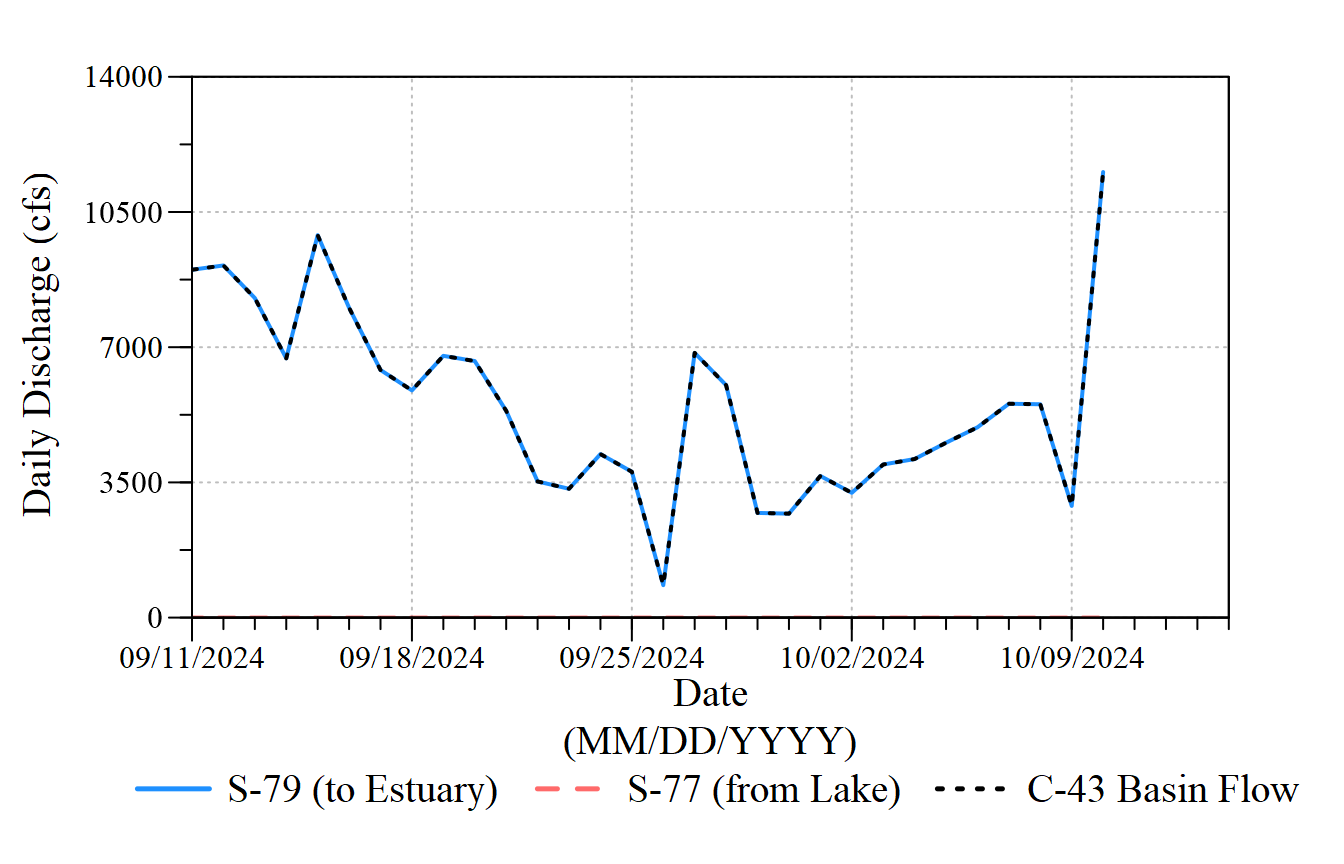 14000
10500
7000
3500
0
Daily Discharge (cfs)
09/11/2024 09/18/2024 09/25/2024 10/02/2024 10/09/2024
Date
(MM/DD/YYYY)
S-79 (to Estuary) S-77 (from Lake) C-43 Basin Flow